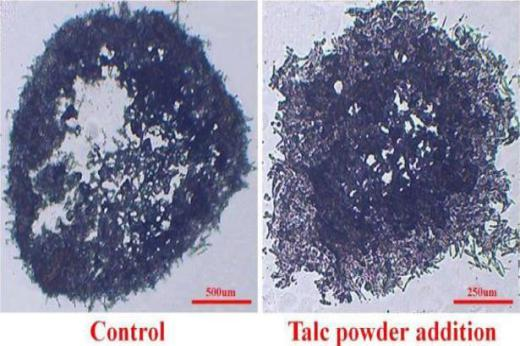 500um
250um
Control
Talc powder addition